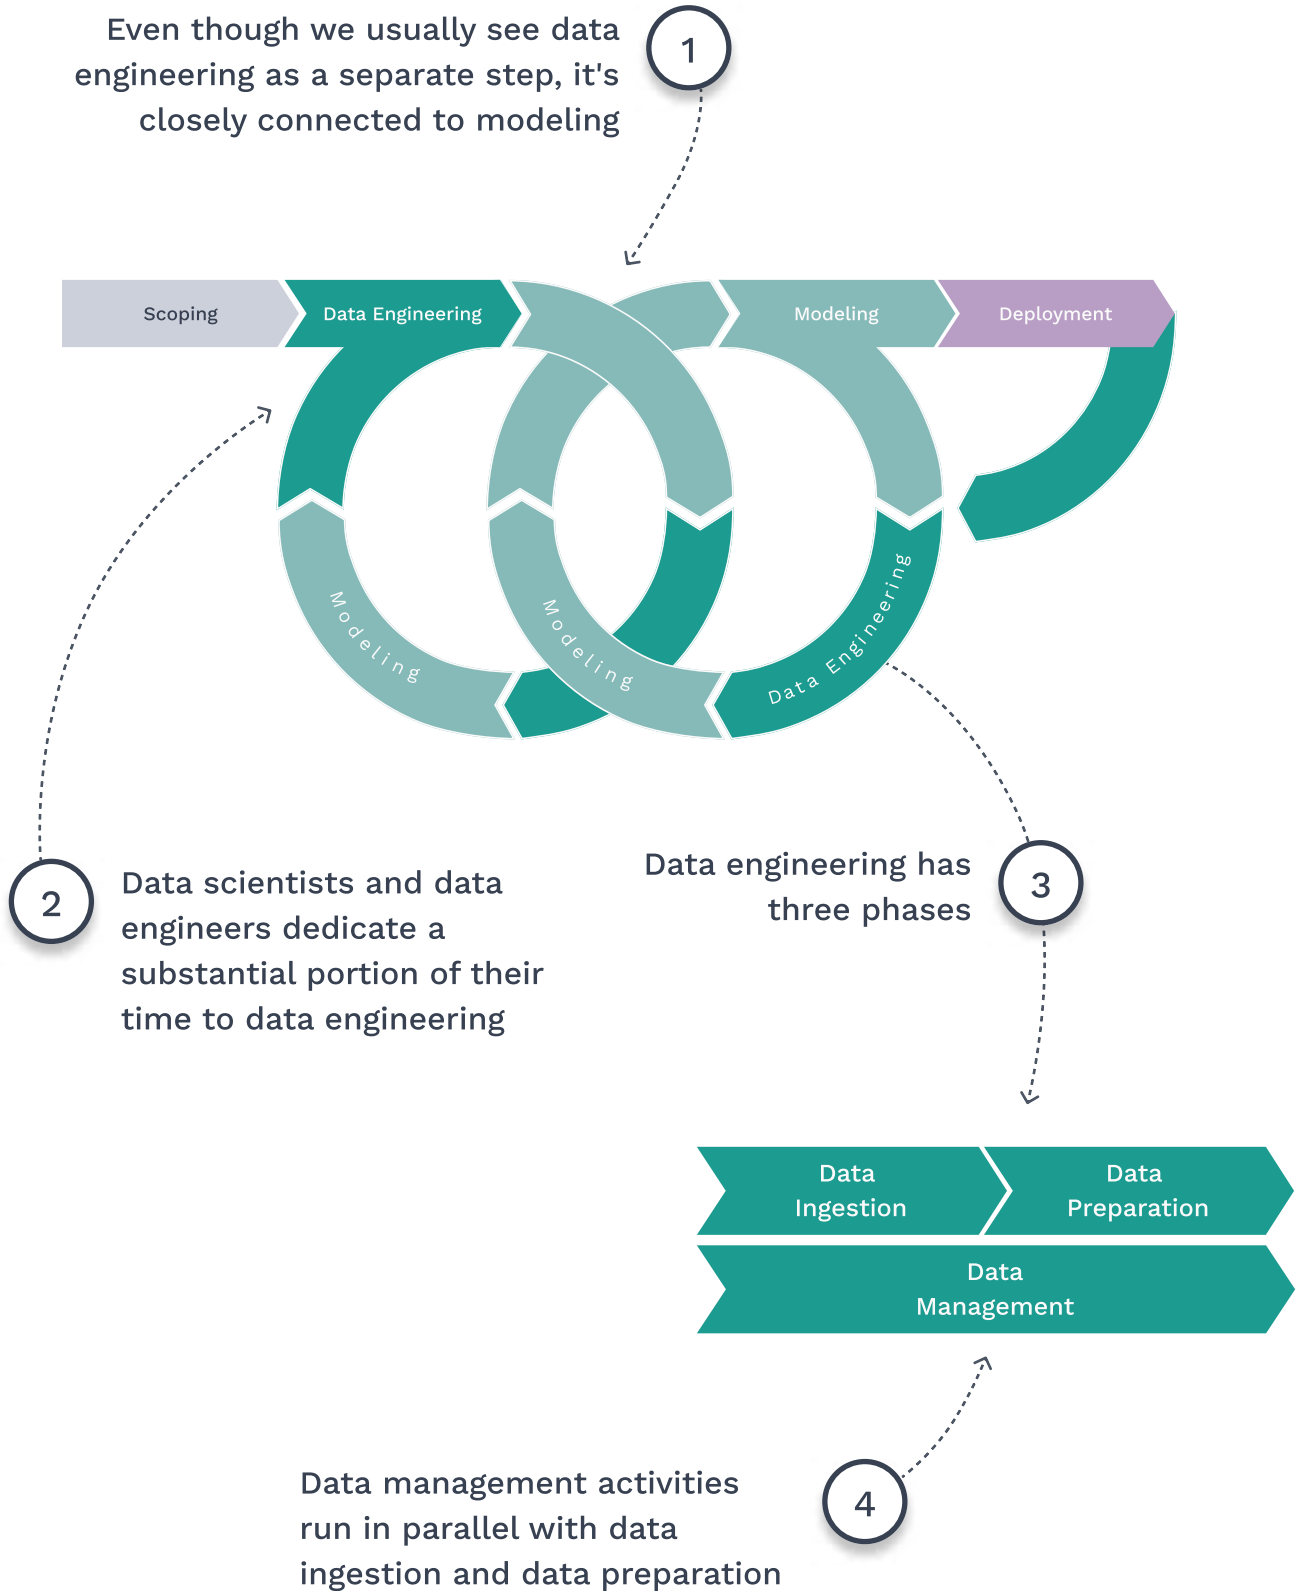 Even though we usually see data
engineering as a separate step, it's
closely connected to modeling
1
Scoping
Data Engineering
Modeling
Deployment
Modeling
Modeling
Data Engineering
2
Data scientists and data
engineers dedicate a
substantial portion of their
time to data engineering
Data engineering has
three phases
3
Data
Ingestion
Data
Preparation
Data
Management
Data management activities
run in parallel with data
ingestion and data preparation
4